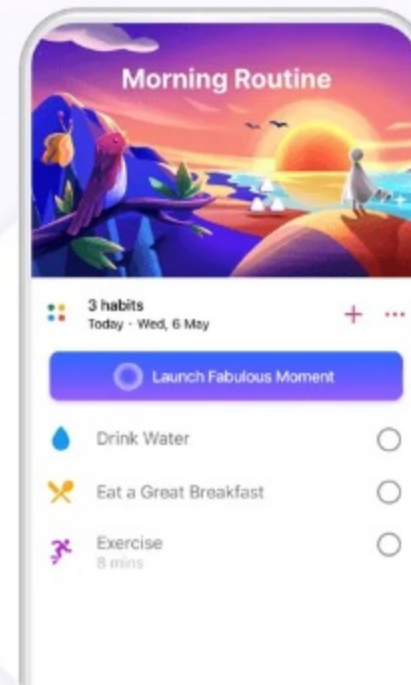 Morning Routine
3 habits
Today · Wed, 6 May
Launch Fabulous Moment
Drink Water
Eat a Great Breakfast
Exercise
8 mins